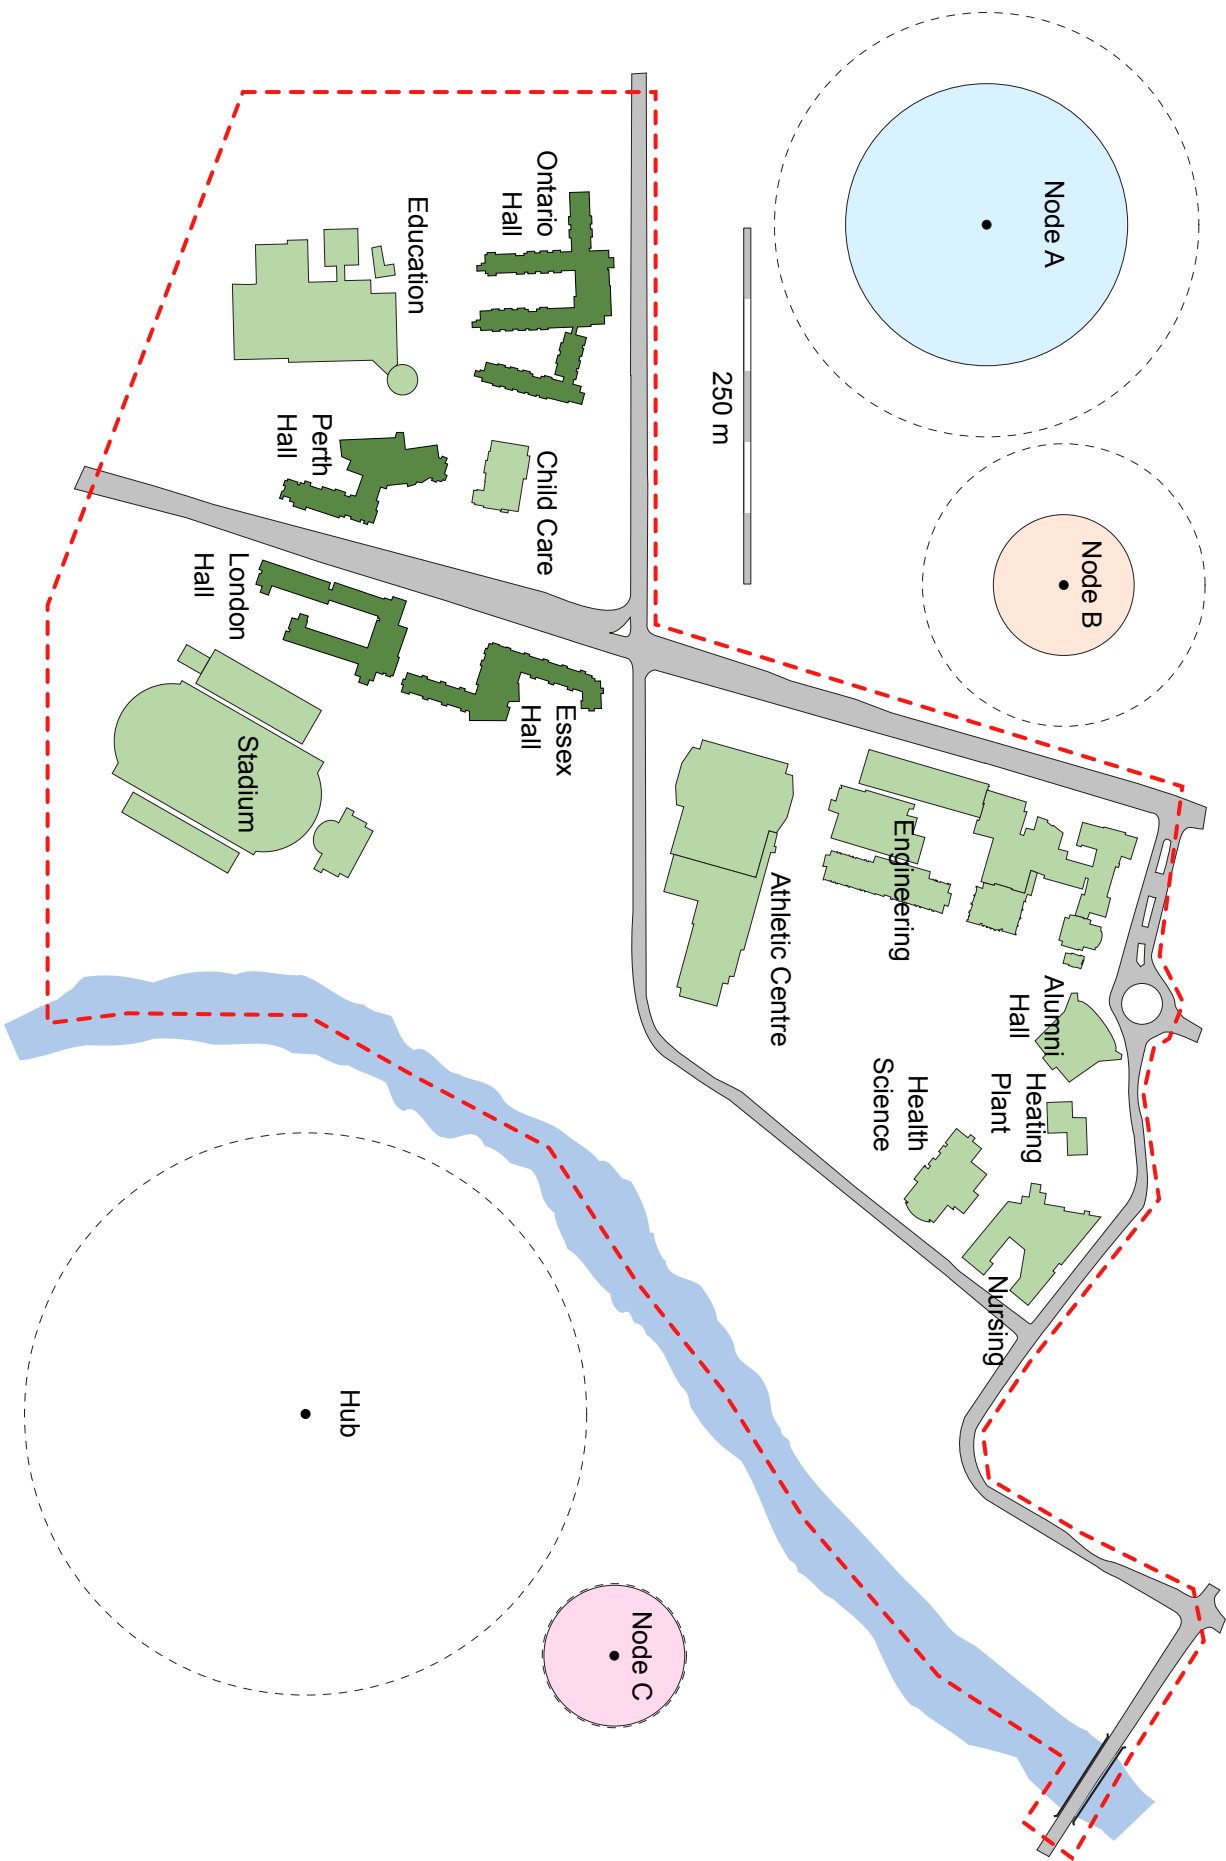 Node A
Node B
250 m
Ontario
Hall
Education
Child Care
Perth
Hall
London
Hall
Essex
Hall
Stadium
Engineering
Athletic Centre
Alumni
Hall
Heating
Plant
Health
Science
Nursing
Hub
Node C